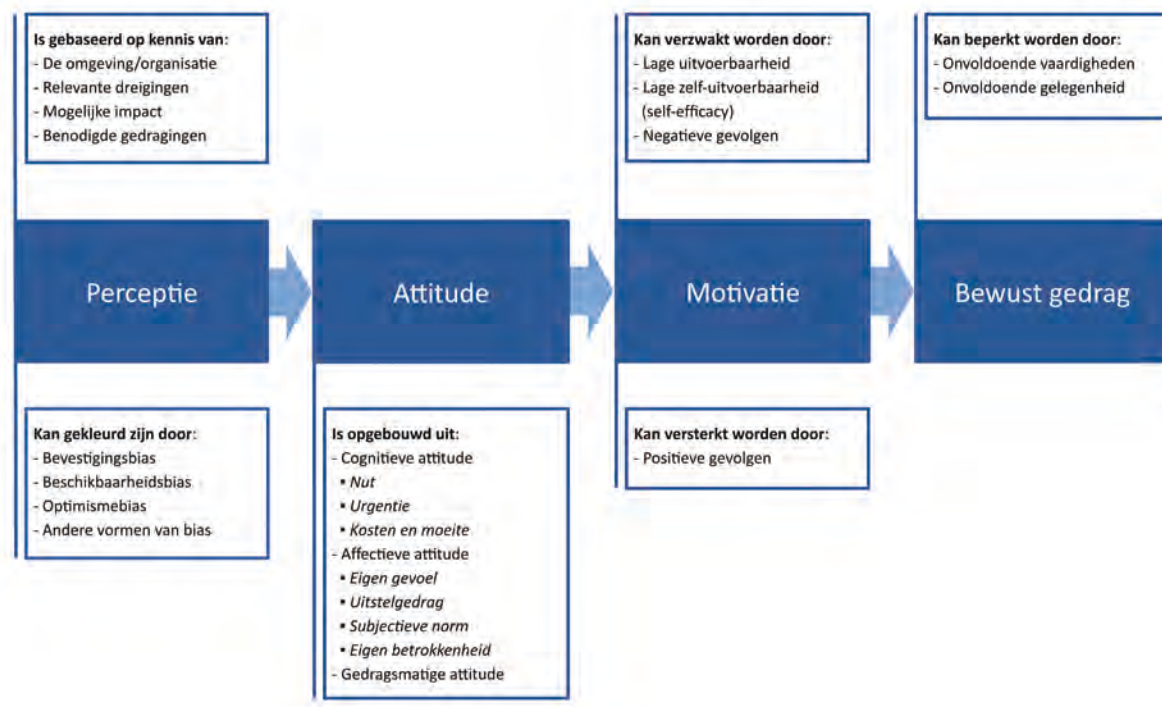 Is gebaseerd op kennis van:
- De omgeving/organisatie
- Relevante dreigingen
- Mogelijke impact
- Benodigde gedragingen
Kan verzwakt worden door:
- Lage uitvoerbaarheid
- Lage zelf-uitvoerbaarheid
(self-efficacy)
- Negatieve gevolgen
Kan beperkt worden door:
- Onvoldoende vaardigheden
- Onvoldoende gelegenheid
Perceptie
Attitude
Motivatie
Bewust gedrag
Kan gekleurd zijn door:
- Bevestigingsbias
- Beschikbaarheidsbias
- Optimismebias
- Andere vormen van bias
Is opgebouwd uit:
- Cognitieve attitude
▪ Nut
▪ Urgentie
▪ Kosten en moeite
- Affectieve attitude
▪ Eigen gevoel
▪ Uitstelgedrag
▪ Subjectieve norm
▪ Eigen betrokkenheid
- Gedragsmatige attitude
Kan versterkt worden door:
- Positieve gevolgen